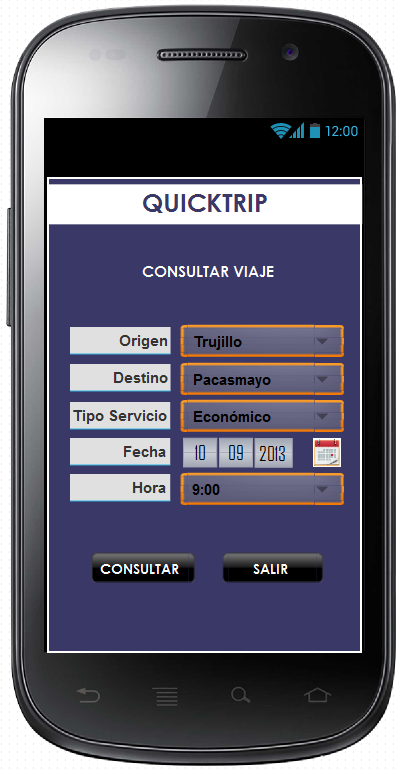 12:00
QUICKTRIP
CONSULTAR VIAJE
Origen Trujillo
Destino Pacasmayo
Tipo Servicio Económico
Fecha 10 09 2013
Hora 9:00
CONSULTAR SALIR